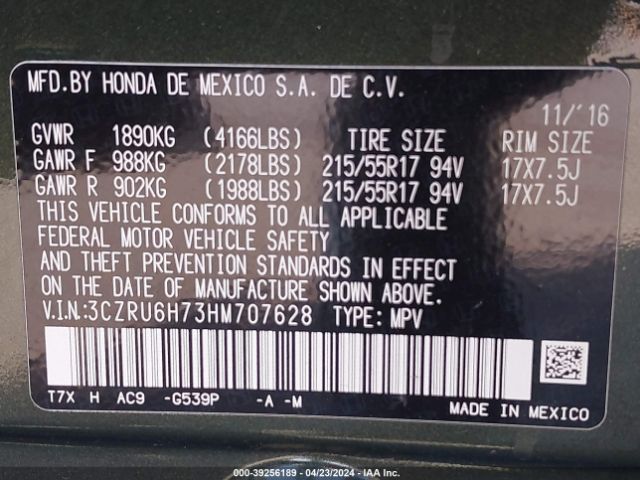 MFD.BY HONDA DE MEXICO S.A. DE C.V.
11/'16
GVWR 1890KG (4166LBS) TIRE SIZE RIM SIZE
GAWR F 988KG (2178LBS) 215/55R17 94V 17X7.5J
GAWR R 902KG (1988LBS) 215/55R17 94V 17X7.5J
THIS VEHICLE CONFORMS TO ALL APPLICABLE
FEDERAL MOTOR VEHICLE SAFETY
AND THEFT PREVENTION STANDARDS IN EFFECT
ON THE DATE OF MANUFACTURE SHOWN ABOVE.
V.I.N:3CZRU6H73HM707628 TYPE: MPV
T7X H AC9 -G539P -A -M
MADE IN MEXICO
000-39256189 - 04/23/2024 - IAA Inc.